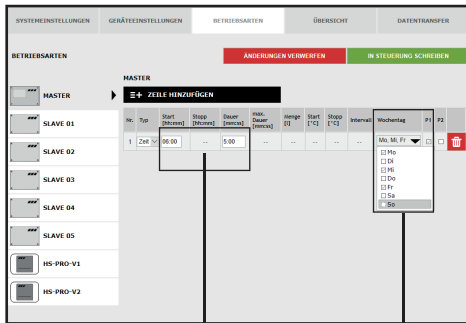 SYSTEMEINSTELLUNGEN GERÄTEEINSTELLUNGEN BETRIEBSARTEN ÜBERSICHT DATENTRANSFER
BETRIEBSARTEN ÄNDERUNGEN VERWERFEN IN STEUERUNG SCHREIBEN
MASTER
ZEILE HINZUFÜGEN
MASTER
SLAVE 01
SLAVE 02
SLAVE 03
SLAVE 04
SLAVE 05
HS-PRO-V1
HS-PRO-V2
Nr. Typ Start [hh:mm] Stopp [hh:mm] Dauer [mm:ss] max. Dauer [mm:ss] Menge [l] Start [°C] Stopp [°C] Intervall Wochentag P1 P2
1 Zeit 06:00 -- 5:00 -- -- -- -- -- Mo, Mi, Fr
Mo
Di
Mi
Do
Fr
Sa
So